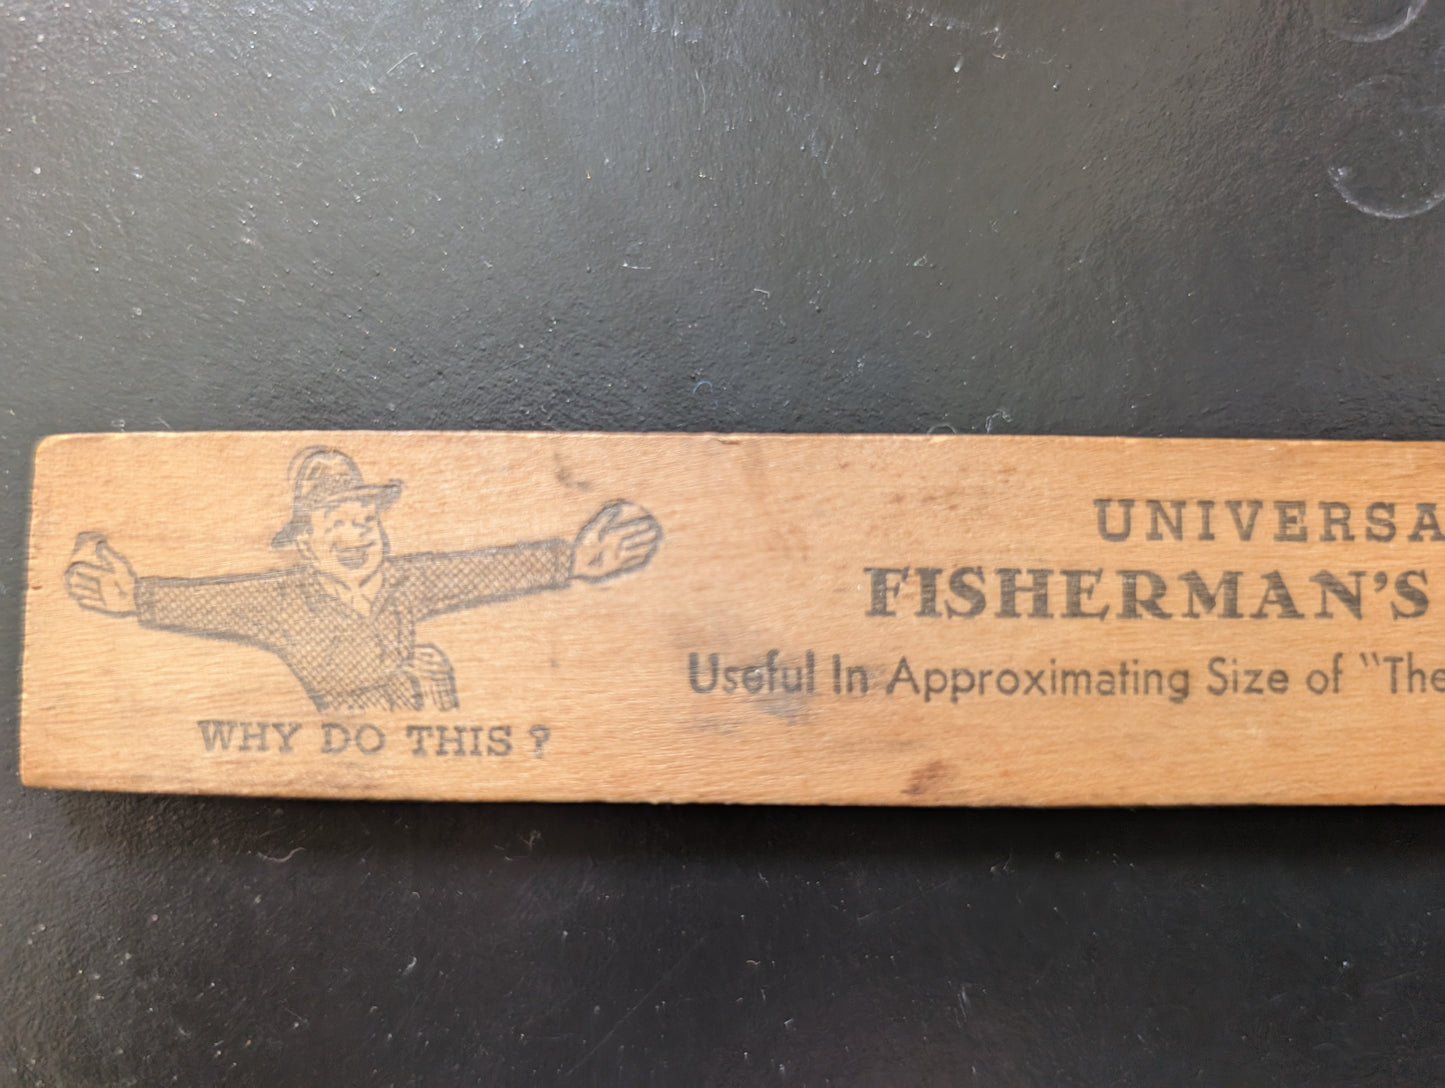 WHY DO THIS ?
UNIVERSA
FISHERMAN'S
Useful In Approximating Size of "The